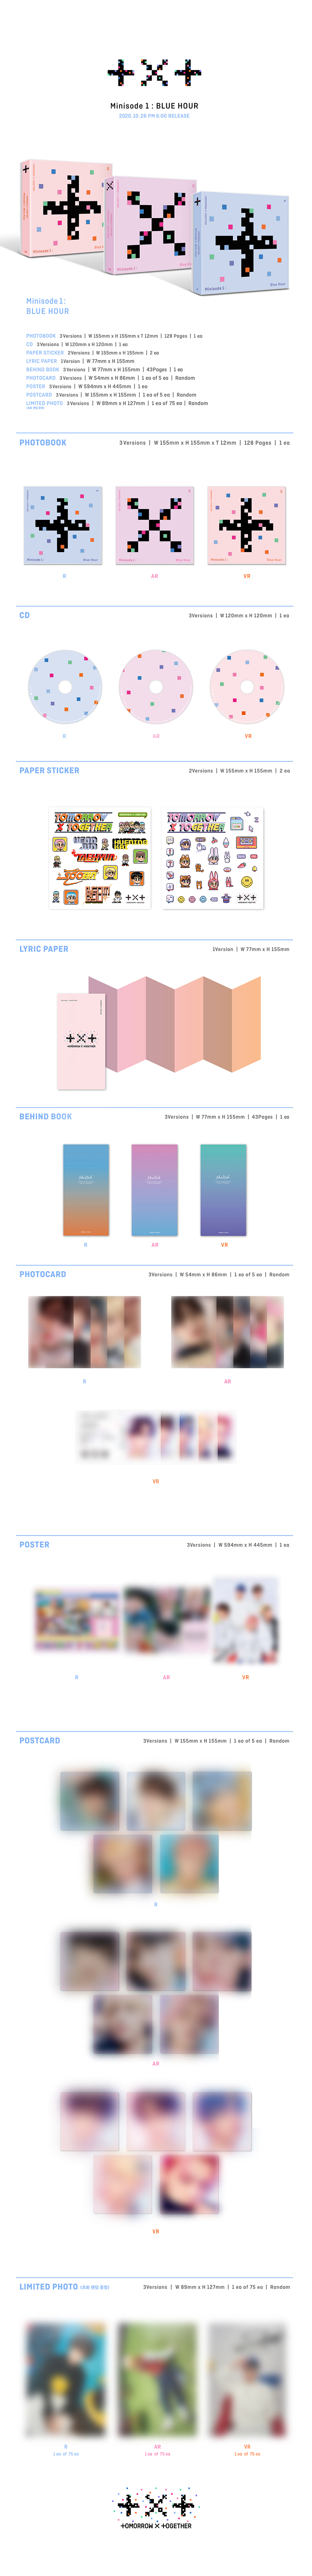 Minisode 1 : BLUE HOUR
2020.10.26 PM 6:00 RELEASE
Minisode 1:
BLUE HOUR
PHOTOBOOK 3Versions | W 155mm x H 155mm x T 12mm | 128 Pages | 1 ea
CD 3Versions | W 120mm x H 120mm | 1 ea
PAPER STICKER 2Versions | W 155mm x H 155mm | 2 ea
LYRIC PAPER 1Version | W 77mm x H 155mm
BEHIND BOOK 3Versions | W 77mm x H 155mm | 43Pages | 1 ea
PHOTOCARD 3Versions | W 54mm x H 86mm | 1 ea of 5 ea | Random
POSTER 3Versions | W 594mm x H 445mm | 1 ea
POSTCARD 3Versions | W 155mm x H 155mm | 1 ea of 5 ea | Random
LIMITED PHOTO 3Versions | W 89mm x H 127mm | 1 ea of 75 ea | Random
PHOTOBOOK 3Versions | W 155mm x H 155mm x T 12mm | 128 Pages | 1 ea
Minisode 1: Blue Hour
Minisode 1: Blue Hour
Minisode 1: Blue Hour
R AR VR
CD 3Versions | W 120mm x H 120mm | 1 ea
R AR VR
PAPER STICKER 2Versions | W 155mm x H 155mm | 2 ea
TOMORROW X TOGETHER
TOMORROW X TOGETHER
LYRIC PAPER 1Version | W 77mm x H 155mm
TOMORROW X TOGETHER
BEHIND BOOK 3Versions | W 77mm x H 155mm | 43Pages | 1 ea
R AR VR
PHOTOCARD 3Versions | W 54mm x H 86mm | 1 ea of 5 ea | Random
R AR
VR
POSTER 3Versions | W 594mm x H 445mm | 1 ea
R AR VR
POSTCARD 3Versions | W 155mm x H 155mm | 1 ea of 5 ea | Random
R
AR
VR
LIMITED PHOTO 3Versions | W 89mm x H 127mm | 1 ea of 75 ea | Random
R AR VR
1 ea of 75 ea 1 ea of 75 ea 1 ea of 75 ea
TOMORROW X TOGETHER